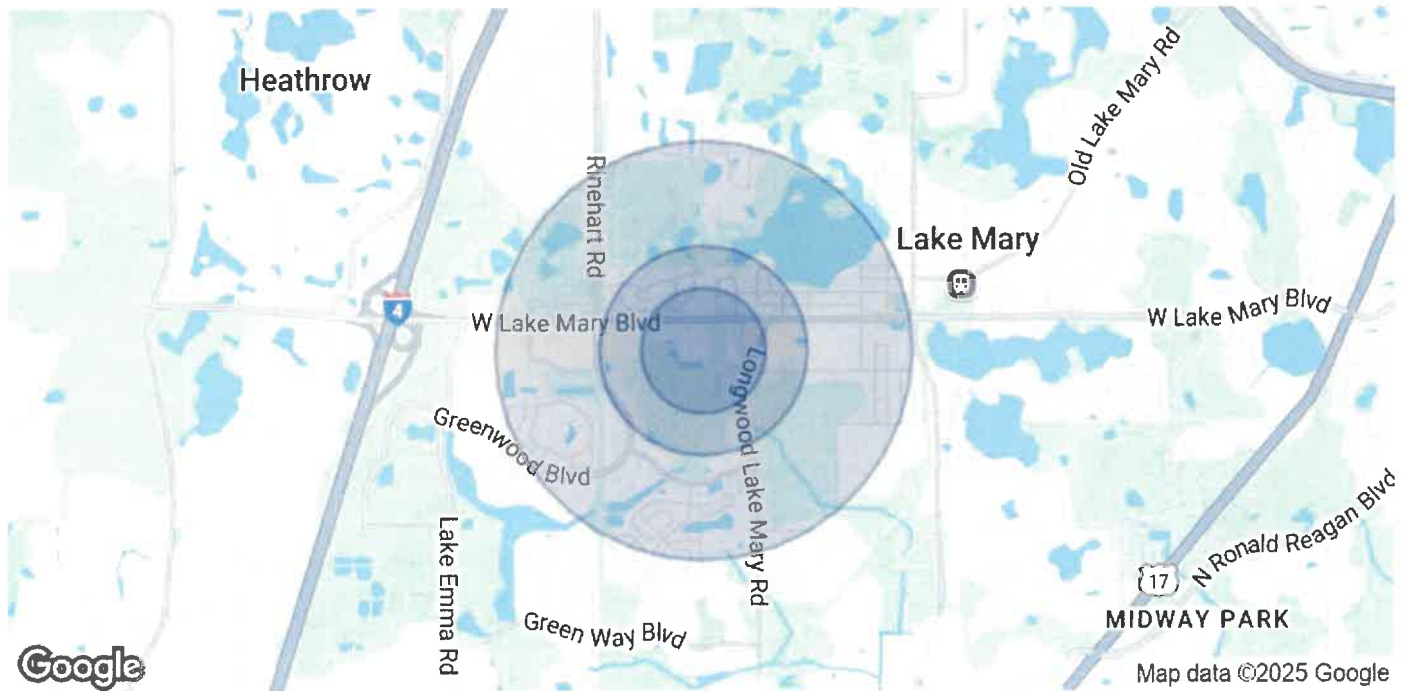 Heathrow
Old Lake Mary Rd
Rinehart Rd
Lake Mary
4
W Lake Mary Blvd
W Lake Mary Blvd
Longwood Lake Mary Rd
Greenwood Blvd
Lake Emma Rd
N Ronald Reagan Blvd
17
MIDWAY PARK
Green Way Blvd
Google
Map data ©2025 Google